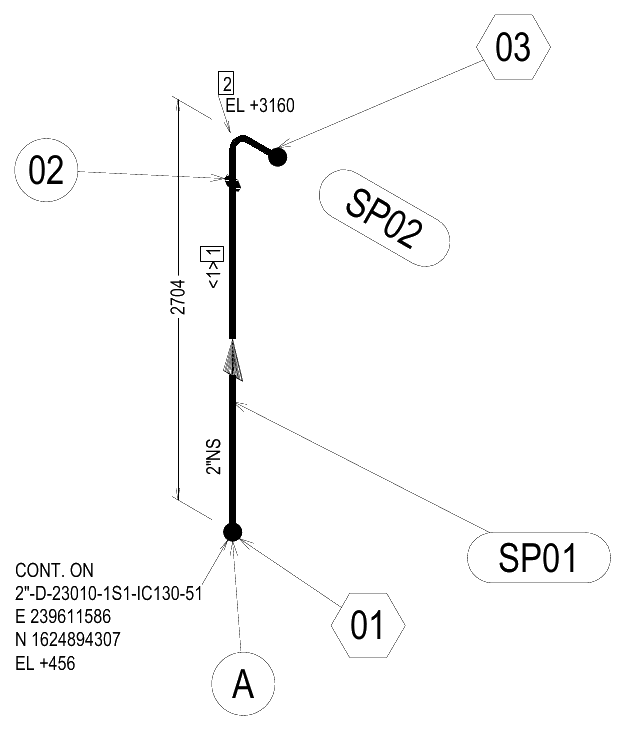 03
2
EL +3160
02
SP02
<1> 1
2704
2"NS
SP01
CONT. ON
2"-D-23010-1S1-IC130-51
E 239611586
N 1624894307
EL +456
01
A